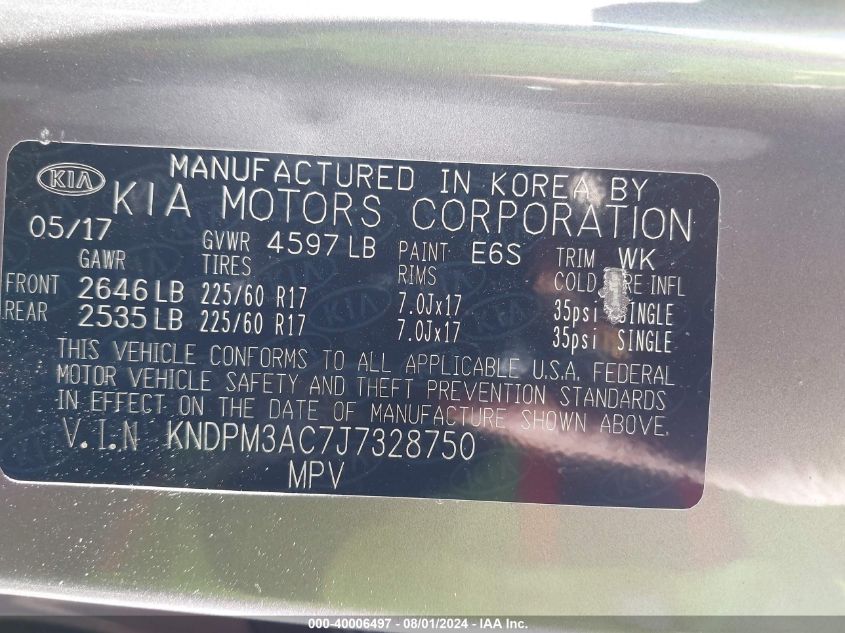 MANUFACTURED IN KOREA BY
KIA KIA MOTORS CORPORATION
05/17 GVWR 4597 LB PAINT E6S TRIM WK
GAWR TIRES RIMS COLD INFL
FRONT 2646 LB 225/60 R17 7.0Jx17 35psi SINGLE
REAR 2535 LB 225/60 R17 7.0Jx17 35psi SINGLE
THIS VEHICLE CONFORMS TO ALL APPLICABLE U.S.A. FEDERAL
MOTOR VEHICLE SAFETY AND THEFT PREVENTION STANDARDS
IN EFFECT ON THE DATE OF MANUFACTURE SHOWN ABOVE.
V.I.N KNDPM3AC7J7328750
MPV
000-40006497 - 08/01/2024 - IAA Inc.